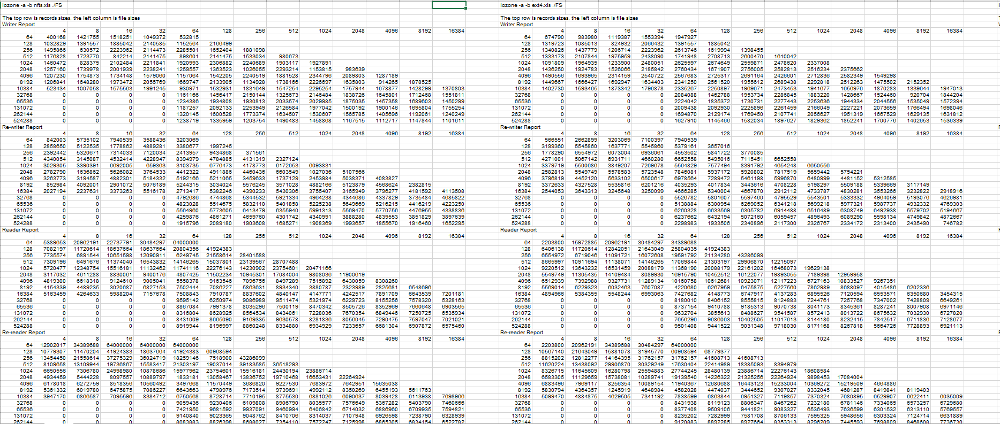 iozone -a -b nfts.xls ./FS
The top row is records sizes, the left column is file sizes
Writer Report
4 8 16 32 64 128 256 512 1024 2048 4096 8192 16384
64 400168 1421755 1518251 1049372 532815
128 1032829 1391557 1885042 2140585 1152564 2166499
256 1495866 630572 2223962 2114473 2285501 1652404 1881098
512 1176828 1723770 842214 2141475 898601 2141475 1533034 980673
1024 1460472 828375 2102484 2211841 1920993 2306882 2240689 1903117 1927891
2048 1257160 1739978 2001939 2238241 1259557 1363523 1026055 2293214 1153815 983639
4096 1207230 1754873 1734148 1579060 1157064 1542205 2240519 1881528 2344796 2089803 1287189
8192 1206841 1648280 1973472 2055769 1669747 2133905 1134928 1738166 2226697 1635803 914265 1878525
16384 523434 1007058 1575563 1991245 930971 1532931 1831649 1547254 2295254 1757944 1678877 1428299 1370803
32768 0 0 0 0 1161166 1456417 2150144 1325673 2146484 1838726 1645801 1712468 1551811
65536 0 0 0 0 1234386 1934808 1930813 2033574 2029985 1875035 1457358 1689603 1450299
131072 0 0 0 0 1187257 2092133 2253949 2126584 1977042 1500192 1900146 1695804 1755254
262144 0 0 0 0 1320145 1600528 1773374 1634507 1530607 1565785 1405696 1192061 1240249
524288 0 0 0 0 1238719 1335959 1203754 1490483 1458868 1167515 1112717 1147844 1101611
Re-writer Report
4 8 16 32 64 128 256 512 1024 2048 4096 8192 16384
64 842003 5735102 7940539 3588436 3203069
128 2858650 5122535 1778862 4889281 3380677 1997245
256 2392442 5320671 7314033 7120034 2413957 9434868 371561
512 4340054 3145087 4532414 4228947 8394979 4784885 4131319 2327124
1024 3029305 3390391 6692005 659363 3103735 6776473 4178773 6172653 6093831
2048 2782790 1636862 5626082 3764533 4412322 4911886 4460436 6603549 1027036 5107566
4096 3263773 3194587 4882301 5184332 5192166 5211065 3459633 1737129 2453984 5038371 4083827
8192 852984 4092001 2901072 5076189 5244315 3034024 5576245 3571028 4882166 5123879 4568624 2382815
16384 2027194 2237631 3373263 5516178 2713417 5382246 4390233 5430306 3755407 3165949 3796277 4181592 4113508
32768 0 0 0 0 4792686 4744868 5344532 5921334 4964238 4344686 4337829 3735484 4685822
65536 0 0 0 0 4823028 5514675 5832110 5401858 5225238 5649669 5216215 4416219 4223250
131072 0 0 0 0 5564960 5773605 6413479 6355940 5991313 5569470 5770756 4476955 4338836
262144 0 0 0 0 4259876 4861271 4659760 4301742 4340991 3888280 4839553 3851829 3897639
524288 0 0 0 0 1915796 2089180 1903608 1685271 1908369 1993657 1855670 1916460 1652295
Reader Report
4 8 16 32 64 128 256 512 1024 2048 4096 8192 16384
64 5389653 20962191 22737791 30484297 64000000
128 7082197 11720614 18637664 18637664 20804356 41924383
256 7735574 6891544 10651598 12090911 6249745 21558614 28401588
512 7309196 6491676 11374040 16543832 14146265 15037801 23139567 28707488
1024 5720477 12348754 15516181 11132462 11741116 22276143 14230902 23754601 20471166
2048 3117032 4611288 8830061 9400176 4807425 11502234 10945301 17084004 9808036 11900619
4096 4819300 6618318 9124610 9005041 5558378 9163546 7096756 8497289 7515892 6430059 8308260
8192 4154339 4489235 3020687 6827153 7502444 7086227 5863631 8934340 3880787 2323989 2825681 6548696
16384 5163459 4264633 5988204 7157678 7508843 7910787 8837602 4840147 4147771 4242517 7891709 6643539 7201181
32768 0 0 0 0 9595142 6250974 9086989 9511474 5321974 6229723 8155256 7578320 5328163
65536 0 0 0 0 8867084 7991378 8035296 7500119 8470342 8505726 8352969 7660648 6903565
131072 0 0 0 0 8316804 8628925 8564534 8434061 7228036 7670354 6849446 7250725 6535934
262144 0 0 0 0 8431009 8665090 9169335 9630578 8281836 8056045 7290475 7597047 7021021
524288 0 0 0 0 8919944 8196997 8860248 8334880 6934929 7233657 6681304 6907872 6575460
Re-reader Report
4 8 16 32 64 128 256 512 1024 2048 4096 8192 16384
64 12902017 34389688 64000000 64000000 64000000
128 10779307 11470204 41924383 18637664 41924383 60968594
256 13454450 21558614 37275329 36024719 18259146 7518900 43286099
512 8109658 13109944 19736867 15583417 21303197 19037014 39183585 36518293
1024 6650556 7306780 24998980 10878686 15977962 23754601 15516181 24430194 23886714
2048 4934459 5444228 8097557 10889797 1833181 13058467 13836752 19710468 16653431 22264924
4096 6178018 6272759 8518356 10560492 3497668 11570449 3686820 9227530 7683972 7642951 15635038
8192 5361332 6019780 6475875 7086227 6643663 4798976 7173514 9739691 4992112 8350269 6455193 5611763
16384 3947170 6866587 7095596 8384712 6750568 8728714 7710195 8775530 6881026 6090637 8039428 6113938 7698966
32768 0 0 0 0 9059436 9230406 6109808 8906790 8035577 7576649 5367282 5403790 7460666
65536 0 0 0 0 7421950 9681592 9937091 9460994 6406842 6714032 6886960 6709935 7594821
131072 0 0 0 0 9140840 9023365 9048762 8410706 8314037 7107948 6926598 7238790 6328939
262144 0 0 0 0 8083883 8826398 8688027 7354110 7572247 7125998 6865305 6834154 6522782
iozone -a -b ext4.xls ./FS
The top row is records sizes, the left column is file sizes
Writer Report
4 8 16 32 64 128 256 512 1024 2048 4096 8192 16384
64 674790 983980 1119387 1553394 1947927
128 1319723 1085013 824932 2066432 1391557 1885042
256 1340826 1437779 1206714 2223962 2613746 1619994 1398455
512 1333173 2107844 1975959 2438090 1741948 2708713 2600470 1610042
1024 1091809 1964935 1233900 2480051 2625597 2674649 2559871 2478620 2337008
2048 1436250 1924783 1526066 2185842 2760434 1671907 2756005 2582813 2516234 2375662
4096 1490556 1693965 2314159 2540722 2687683 2725317 2691164 2426601 2712836 2582349 1549298
8192 1449667 1666427 1692947 1634403 2341250 2561520 1955612 2689438 2292818 2512263 1475502 2152352
16384 1402730 1593465 1873342 1796878 2335267 2250897 1969671 2473453 1941677 1656976 1870283 1339644 1947013
32768 0 0 0 0 2084088 1462788 1953734 2286845 1883220 1428667 1524460 920704 1844204
65536 0 0 0 0 2224042 1835372 1730731 2277443 2253636 1944334 2044556 1535049 1572394
131072 0 0 0 0 2009438 2092930 2225896 2261459 2166049 2227221 2073659 1766494 1698046
262144 0 0 0 0 1694870 2129174 1769450 2107741 2056627 1951319 1667529 1629135 1631812
524288 0 0 0 0 1627910 1145466 1582034 1897627 1829362 1852241 1700776 1402653 1536339
Re-writer Report
4 8 16 32 64 128 256 512 1024 2048 4096 8192 16384
64 566551 2662899 3203069 7100397 7940539
128 3199360 5545860 1637771 5545860 5379161 3657016
256 1778290 6554972 6073004 6936061 4553502 5841722 3770085
512 4271001 5067142 6931711 4660280 6652558 5495016 7115451 6652558
1024 3379719 5500686 3849207 7269678 5564829 7577494 8391792 4654248 6650556
2048 2582813 5549749 5578583 5723548 7846081 5937172 5920802 7817519 5659442 5754221
4096 3796819 4452120 5633102 6500617 6978564 7289472 5461198 5996870 6480999 4481152 5312585
8192 3372633 4327528 5535816 6201216 4035293 4017834 3443616 4708228 5198297 5509188 5339669 3117149
16384 2544053 3643313 3245648 3250099 4666285 5340004 4667870 2912112 4733787 4830281 3553266 3232822 2918916
32768 0 0 0 0 5526782 5801607 5597460 4795529 5543501 5333332 4964059 5193076 4626981
65536 0 0 0 0 5138884 6300954 6269052 6341218 5699218 5977321 5987737 4932332 4769303
131072 0 0 0 0 6260328 6633569 6305782 6914488 6516489 6308749 6492938 5579702 5194667
262144 0 0 0 0 6237662 6432194 5072160 6059457 4896493 6089290 5598134 4749842 4872667
524288 0 0 0 0 2298983 1933506 2340896 2117300 2326767 2334172 2313400 2435490 746782
Reader Report
4 8 16 32 64 128 256 512 1024 2048 4096 8192 16384
64 2203800 15972885 20962191 30484297 34389688
128 6406138 11720614 12842051 21643049 25804035 41924383
256 6554972 6719046 11091721 16072608 19591792 21134280 43286099
512 8665997 10911694 11138071 14146265 17069844 21303197 29906870 12215097
1024 9220512 13643232 16531459 20088179 11368190 20088179 22161202 16468073 19629138
2048 5549749 11305435 14109484 8089930 16915790 10452512 16122077 19893055 7189398 12959958
4096 6512939 7392988 9327731 11289134 10160758 10612681 10923071 12117223 6727163 10833527 9267351
8192 5569014 6229323 6032463 7607087 4220680 6267959 6475875 5227560 7862989 8688097 4015486 6202336
16384 4894966 5384355 5548244 6993063 7427682 4148773 6747917 4137283 6895526 7120594 6553571 6350680 3454315
32768 0 0 0 0 8180010 8406152 8555815 8124883 7244761 7257768 7347002 7428809 6649261
65536 0 0 0 0 8737154 9410788 9185313 9070738 8041173 8345361 8287241 8007908 6971146
131072 0 0 0 0 9632704 3855613 8488627 9541587 8572413 8013722 8675632 7032930 6727820
262144 0 0 0 0 7656296 9686063 10402505 11017613 8144180 8232415 7842517 6711836 7128677
524288 0 0 0 0 9501408 9441522 9031348 9718030 8171168 8267818 5664726 7728893 6921113
Re-reader Report
4 8 16 32 64 128 256 512 1024 2048 4096 8192 16384
64 2203800 20962191 34389688 30484297 64000000
128 10567140 21643049 15881078 31945770 60968594 68779377
256 8815202 12812277 14164395 31762157 31762157 41608713 41608713
512 11620224 13438092 29906870 30329249 17630404 22414989 18385093 8394979
1024 8326715 11645609 16280798 25594883 27744245 28480139 23886714 22276143 18608584
2048 6583305 11129659 15738081 10289741 19139540 14226322 21325256 22264924 9898453 17084004
4096 6883496 7969117 8256354 10089154 11940367 12680688 16443123 15233004 10369272 15219509 4664886
8192 5830794 4364357 1245919 4648984 4582028 4474037 3444652 9307027 8332045 4681287 8419841 8119403
16384 5099470 4884875 4629505 7341192 7838599 6863844 6951327 7119857 7370324 7680895 6529907 6622411 6035009
32768 0 0 0 0 8431938 8119123 8806347 8467262 7232180 6781146 7334065 6573257 6729680
65536 0 0 0 0 8377408 9509106 9441821 9083327 6536493 7636599 6301532 6313110 5769557
131072 0 0 0 0 8235202 7282999 7581708 8706133 7595325 5948656 6303324 7124714 6631889
262144 0 0 0 0 9120883 8892285 8927664 8353313 8296209 7445593 7698809 8468608 7736730